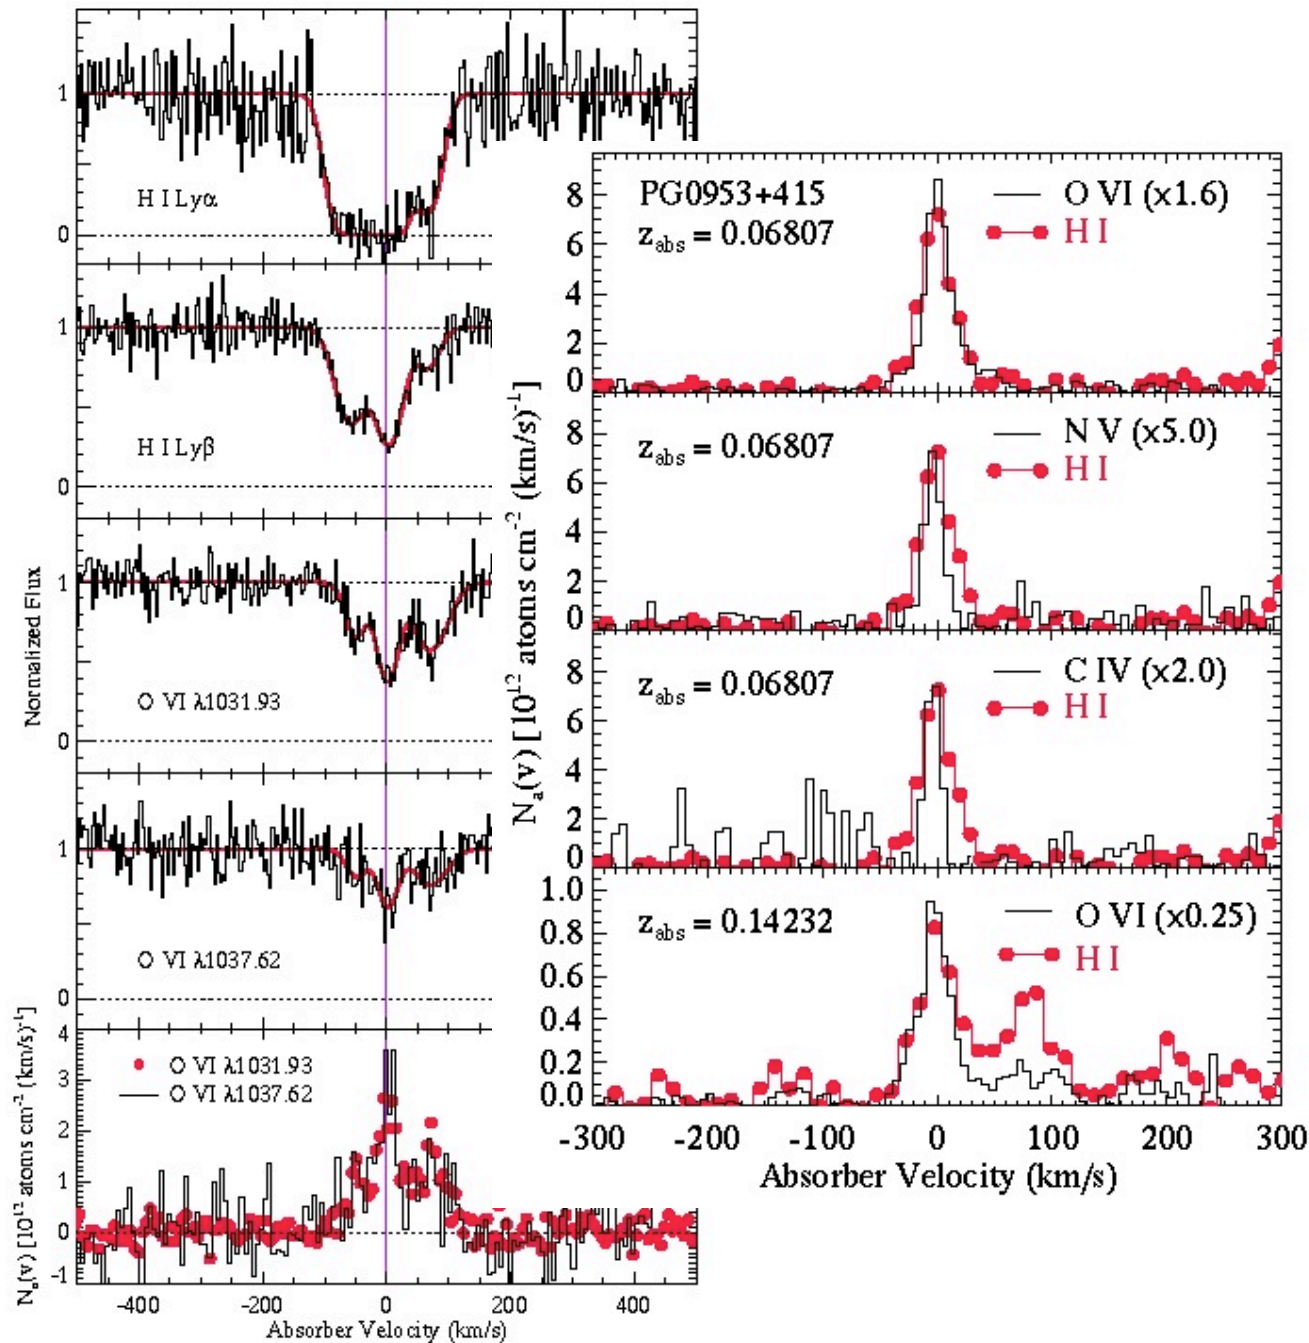 1
H I Lyα
0
1
H I Lyβ
0
1
O VI λ1031.93
0
1
O VI λ1037.62
0
Normalized Flux
4
O VI λ1031.93
3
O VI λ1037.62
2
1
0
-1
Nₐ(v) [10¹² atoms cm⁻² (km/s)⁻¹]
-400 -200 0 200 400
Absorber Velocity (km/s)
PG0953+415
zabs = 0.06807
O VI (x1.6)
H I
8
6
4
2
0
zabs = 0.06807
N V (x5.0)
H I
8
6
4
2
0
zabs = 0.06807
C IV (x2.0)
H I
8
6
4
2
0
zabs = 0.14232
O VI (x0.25)
H I
1.0
0.8
0.6
0.4
0.2
0.0
Nₐ(v) [10¹² atoms cm⁻² (km/s)⁻¹]
-300 -200 -100 0 100 200 300
Absorber Velocity (km/s)